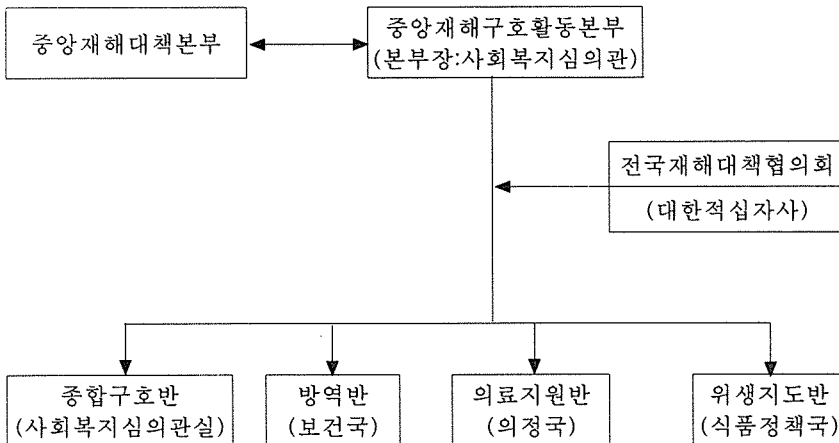 중앙재해대책본부
중앙재해구호활동본부
(본부장:사회복지심의관)
전국재해대책협의회
(대한적십자사)
종합구호반
(사회복지심의관실)
방역반
(보건국)
의료지원반
(의정국)
위생지도반
(식품정책국)